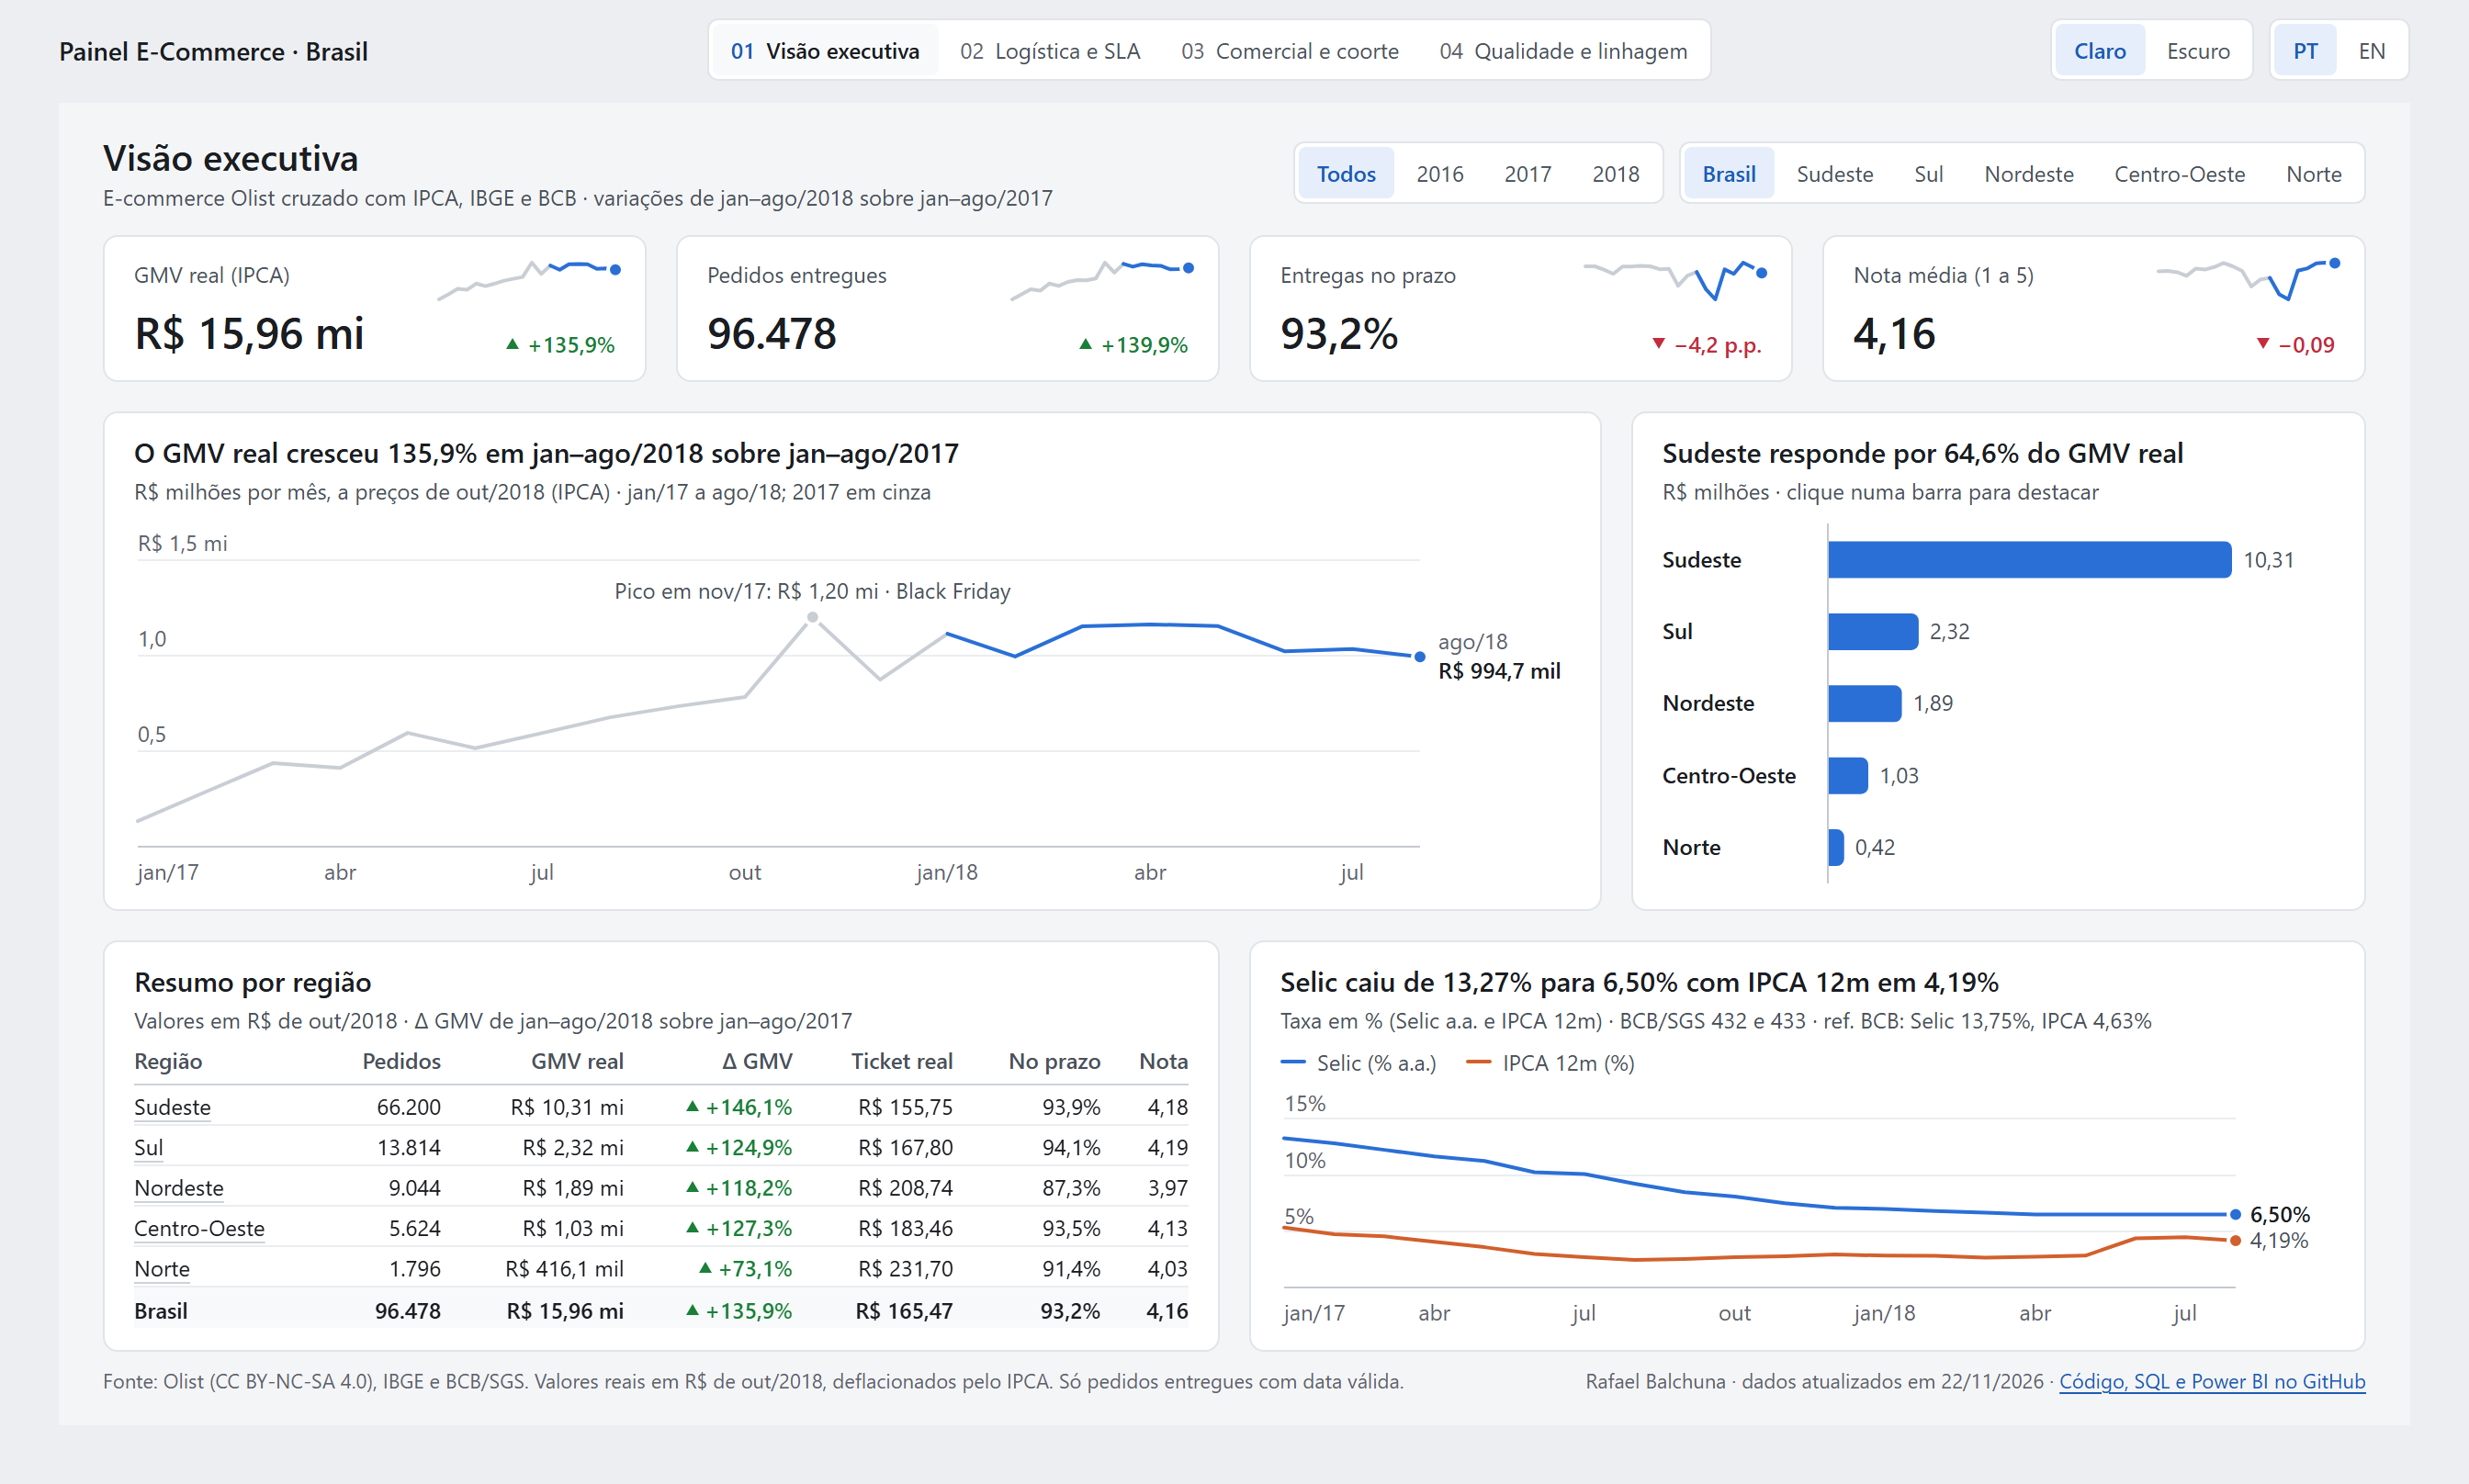 Painel E-Commerce · Brasil
01 Visão executiva 02 Logística e SLA 03 Comercial e coorte 04 Qualidade e linhagem
Claro Escuro PT EN
Visão executiva
E-commerce Olist cruzado com IPCA, IBGE e BCB · variações de jan–ago/2018 sobre jan–ago/2017
Todos 2016 2017 2018
Brasil Sudeste Sul Nordeste Centro-Oeste Norte
GMV real (IPCA)
R$ 15,96 mi ▲ +135,9%
Pedidos entregues
96.478 ▲ +139,9%
Entregas no prazo
93,2% ▼ −4,2 p.p.
Nota média (1 a 5)
4,16 ▼ −0,09
O GMV real cresceu 135,9% em jan–ago/2018 sobre jan–ago/2017
R$ milhões por mês, a preços de out/2018 (IPCA) · jan/17 a ago/18; 2017 em cinza
R$ 1,5 mi
Pico em nov/17: R$ 1,20 mi · Black Friday
1,0
ago/18
R$ 994,7 mil
0,5
jan/17 abr jul out jan/18 abr jul
Sudeste responde por 64,6% do GMV real
R$ milhões · clique numa barra para destacar
Sudeste 10,31
Sul 2,32
Nordeste 1,89
Centro-Oeste 1,03
Norte 0,42
Resumo por região
Valores em R$ de out/2018 · Δ GMV de jan–ago/2018 sobre jan–ago/2017
Região Pedidos GMV real Δ GMV Ticket real No prazo Nota
Sudeste 66.200 R$ 10,31 mi ▲ +146,1% R$ 155,75 93,9% 4,18
Sul 13.814 R$ 2,32 mi ▲ +124,9% R$ 167,80 94,1% 4,19
Nordeste 9.044 R$ 1,89 mi ▲ +118,2% R$ 208,74 87,3% 3,97
Centro-Oeste 5.624 R$ 1,03 mi ▲ +127,3% R$ 183,46 93,5% 4,13
Norte 1.796 R$ 416,1 mil ▲ +73,1% R$ 231,70 91,4% 4,03
Brasil 96.478 R$ 15,96 mi ▲ +135,9% R$ 165,47 93,2% 4,16
Selic caiu de 13,27% para 6,50% com IPCA 12m em 4,19%
Taxa em % (Selic a.a. e IPCA 12m) · BCB/SGS 432 e 433 · ref. BCB: Selic 13,75%, IPCA 4,63%
Selic (% a.a.) IPCA 12m (%)
15%
10%
5%
6,50%
4,19%
jan/17 abr jul out jan/18 abr jul
Fonte: Olist (CC BY-NC-SA 4.0), IBGE e BCB/SGS. Valores reais em R$ de out/2018, deflacionados pelo IPCA. Só pedidos entregues com data válida.
Rafael Balchuna · dados atualizados em 22/11/2026 · Código, SQL e Power BI no GitHub